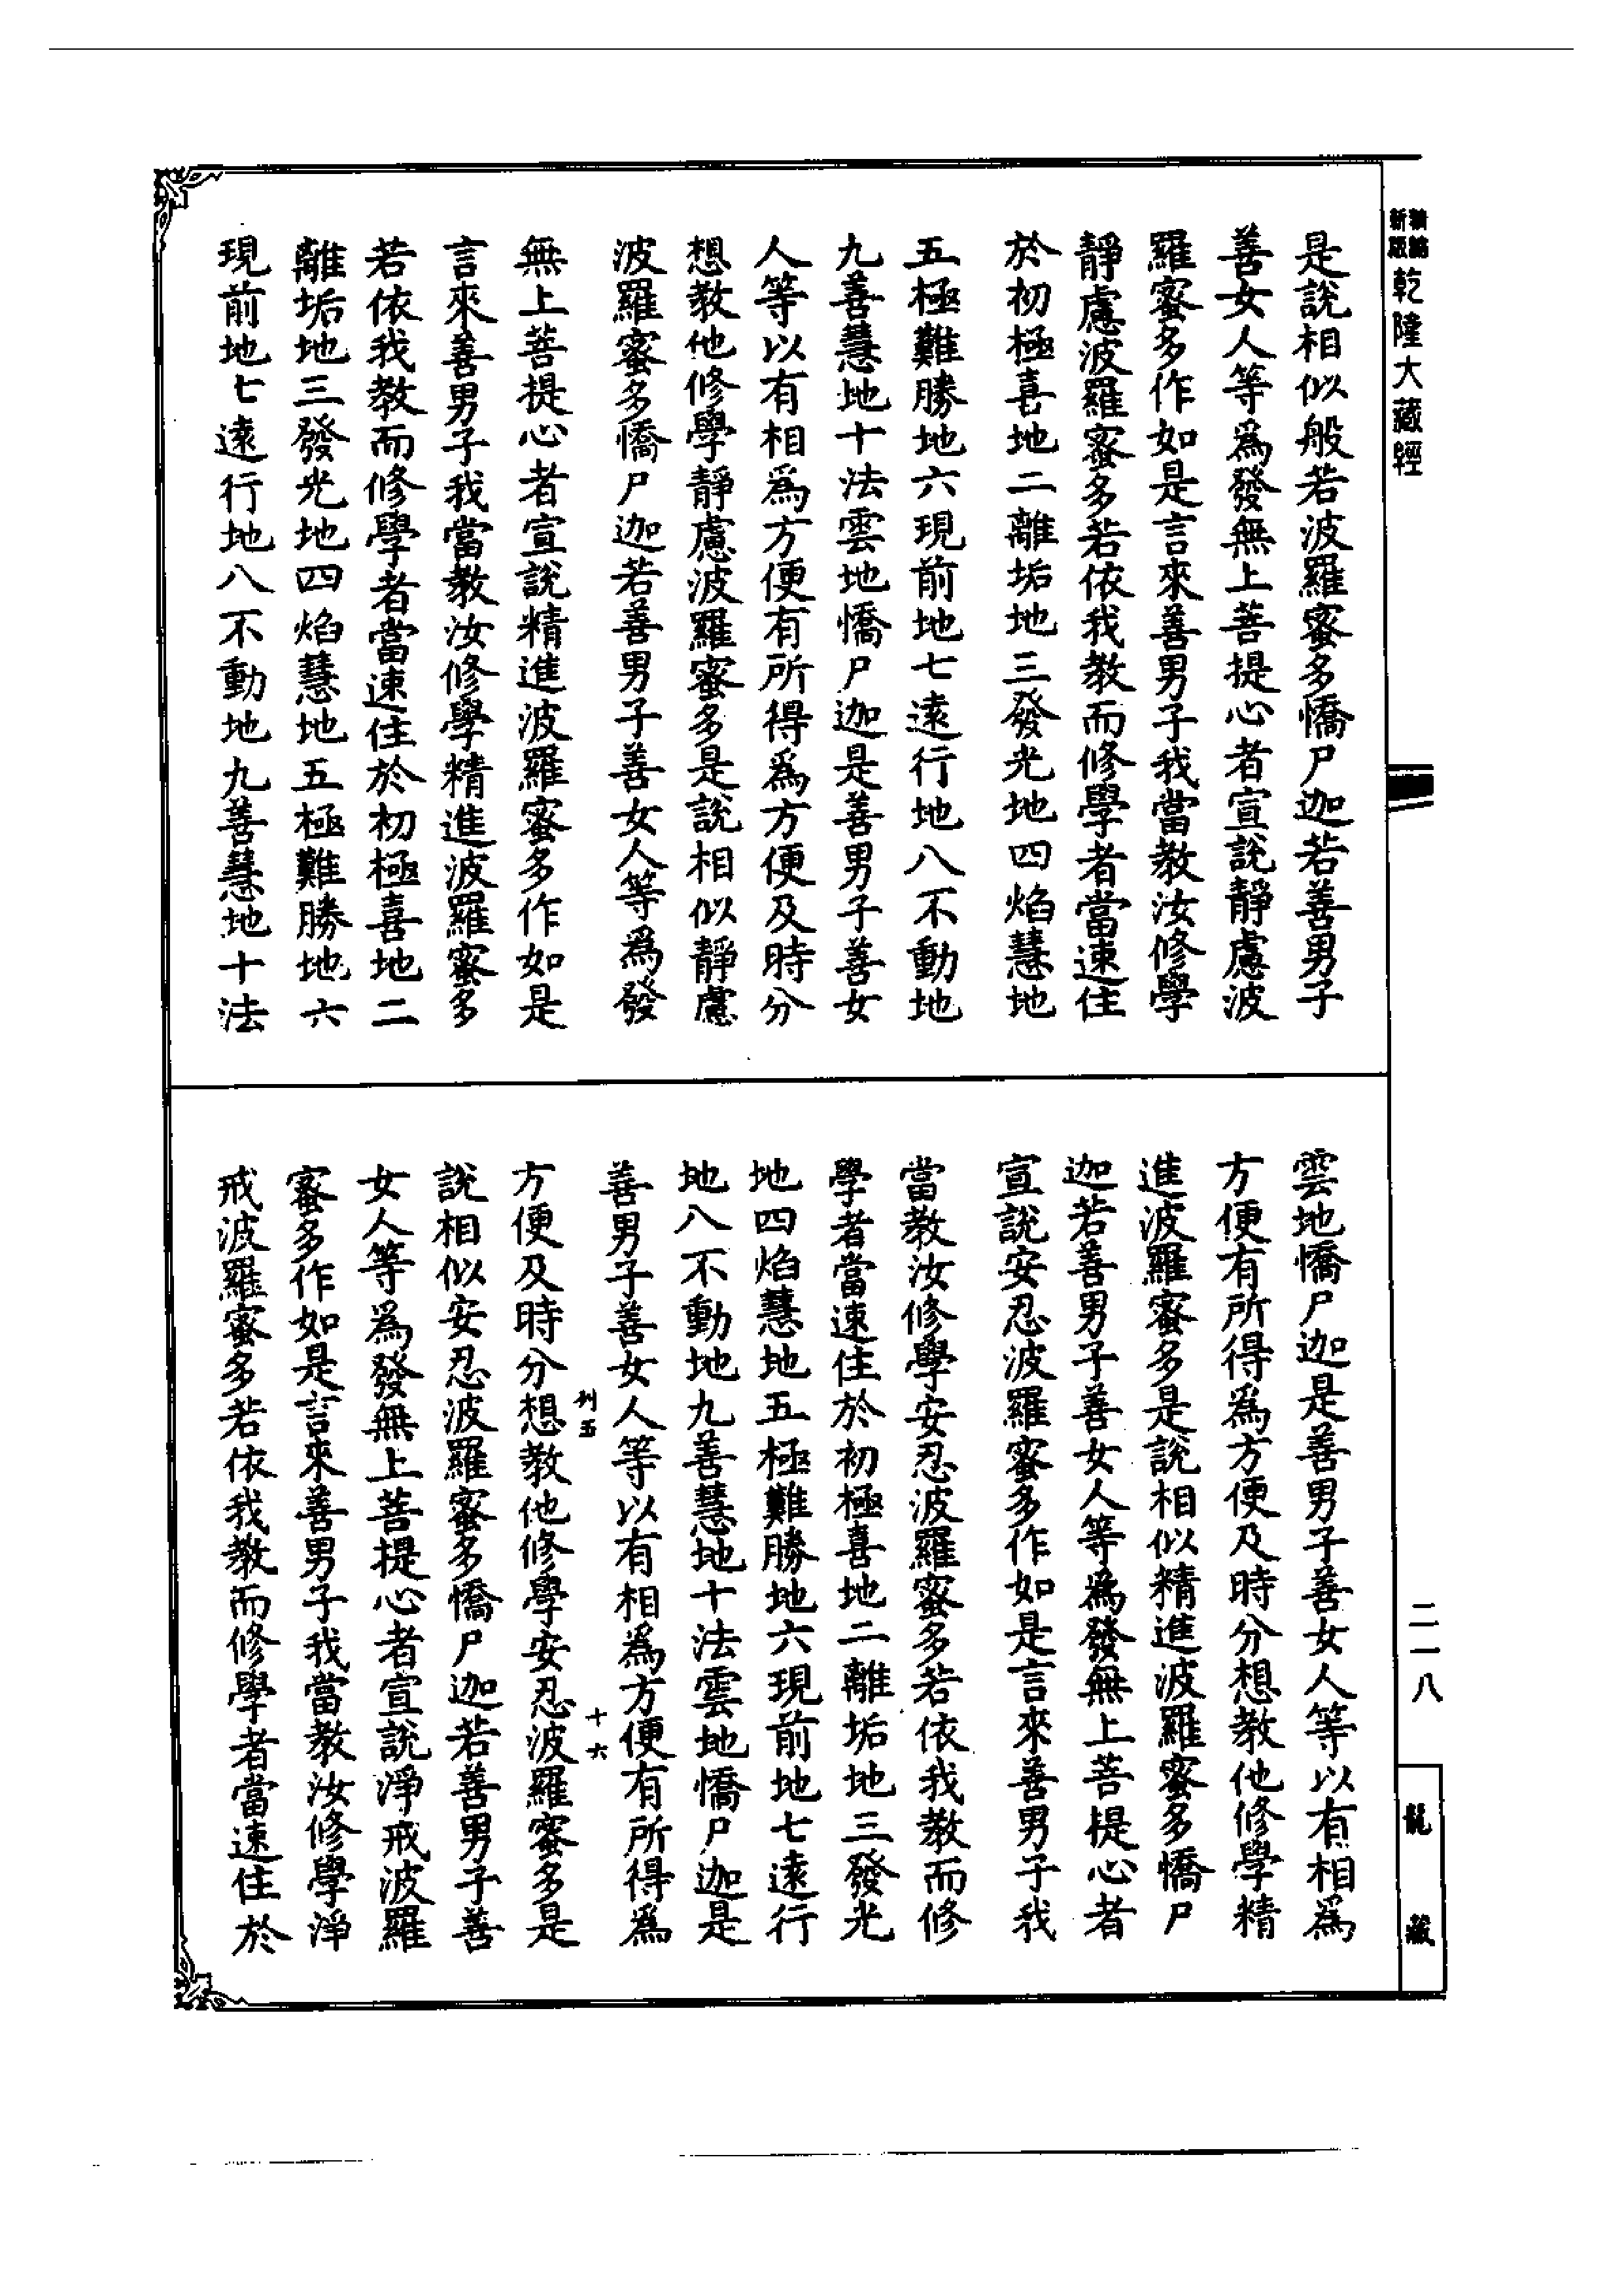 新編
縮
乾隆大藏經
是說相似般若波羅蜜多憍尸迦若善男子
善女人等爲發無上菩提心者宣說靜慮波
羅蜜多作如是言來善男子我當教汝修學
靜慮波羅蜜多若依我教而修學者當速住
於初極喜地二離垢地三發光地四焰慧地
五極難勝地六現前地七遠行地八不動地
九善慧地十法雲地憍尸迦是善男子善女
人等以有相爲方便有所得爲方便及時分
想教他修學靜慮波羅蜜多是說相似靜慮
波羅蜜多憍尸迦若善男子善女人等爲發
無上菩提心者宣說精進波羅蜜多作如是
言來善男子我當教汝修學精進波羅蜜多
若依我教而修學者當速住於初極喜地二
離垢地三發光地四焰慧地五極難勝地六
現前地七遠行地八不動地九善慧地十法
雲地憍尸迦是善男子善女人等以有相爲
方便有所得爲方便及時分想教他修學精
進波羅蜜多是說相似精進波羅蜜多憍尸
迦若善男子善女人等爲發無上菩提心者
宣說安忍波羅蜜多作如是言來善男子我
當教汝修學安忍波羅蜜多若依我教而修
學者當速住於初極喜地二離垢地三發光
地四焰慧地五極難勝地六現前地七遠行
地八不動地九善慧地十法雲地憍尸迦是
善男子善女人等以有相爲方便有所得爲
列五 十六
方便及時分想教他修學安忍波羅蜜多是
說相似安忍波羅蜜多憍尸迦若善男子善
女人等爲發無上菩提心者宣說淨戒波羅
蜜多作如是言來善男子我當教汝修學淨
戒波羅蜜多若依我教而修學者當速住於
二一八
龍藏